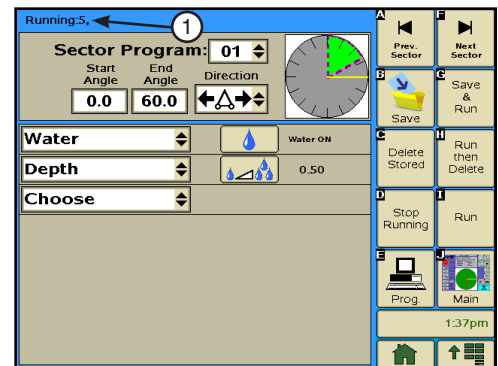 Running:5,
1
Sector Program: 01
Start Angle
End Angle
Direction
0.0
60.0
Water
Water ON
Depth
0.50
Choose
A
Prev. Sector
F
Next Sector
B
Save
G
Save & Run
C
Delete Stored
H
Run then Delete
D
Stop Running
I
Run
E
Prog.
J
Main
1:37pm